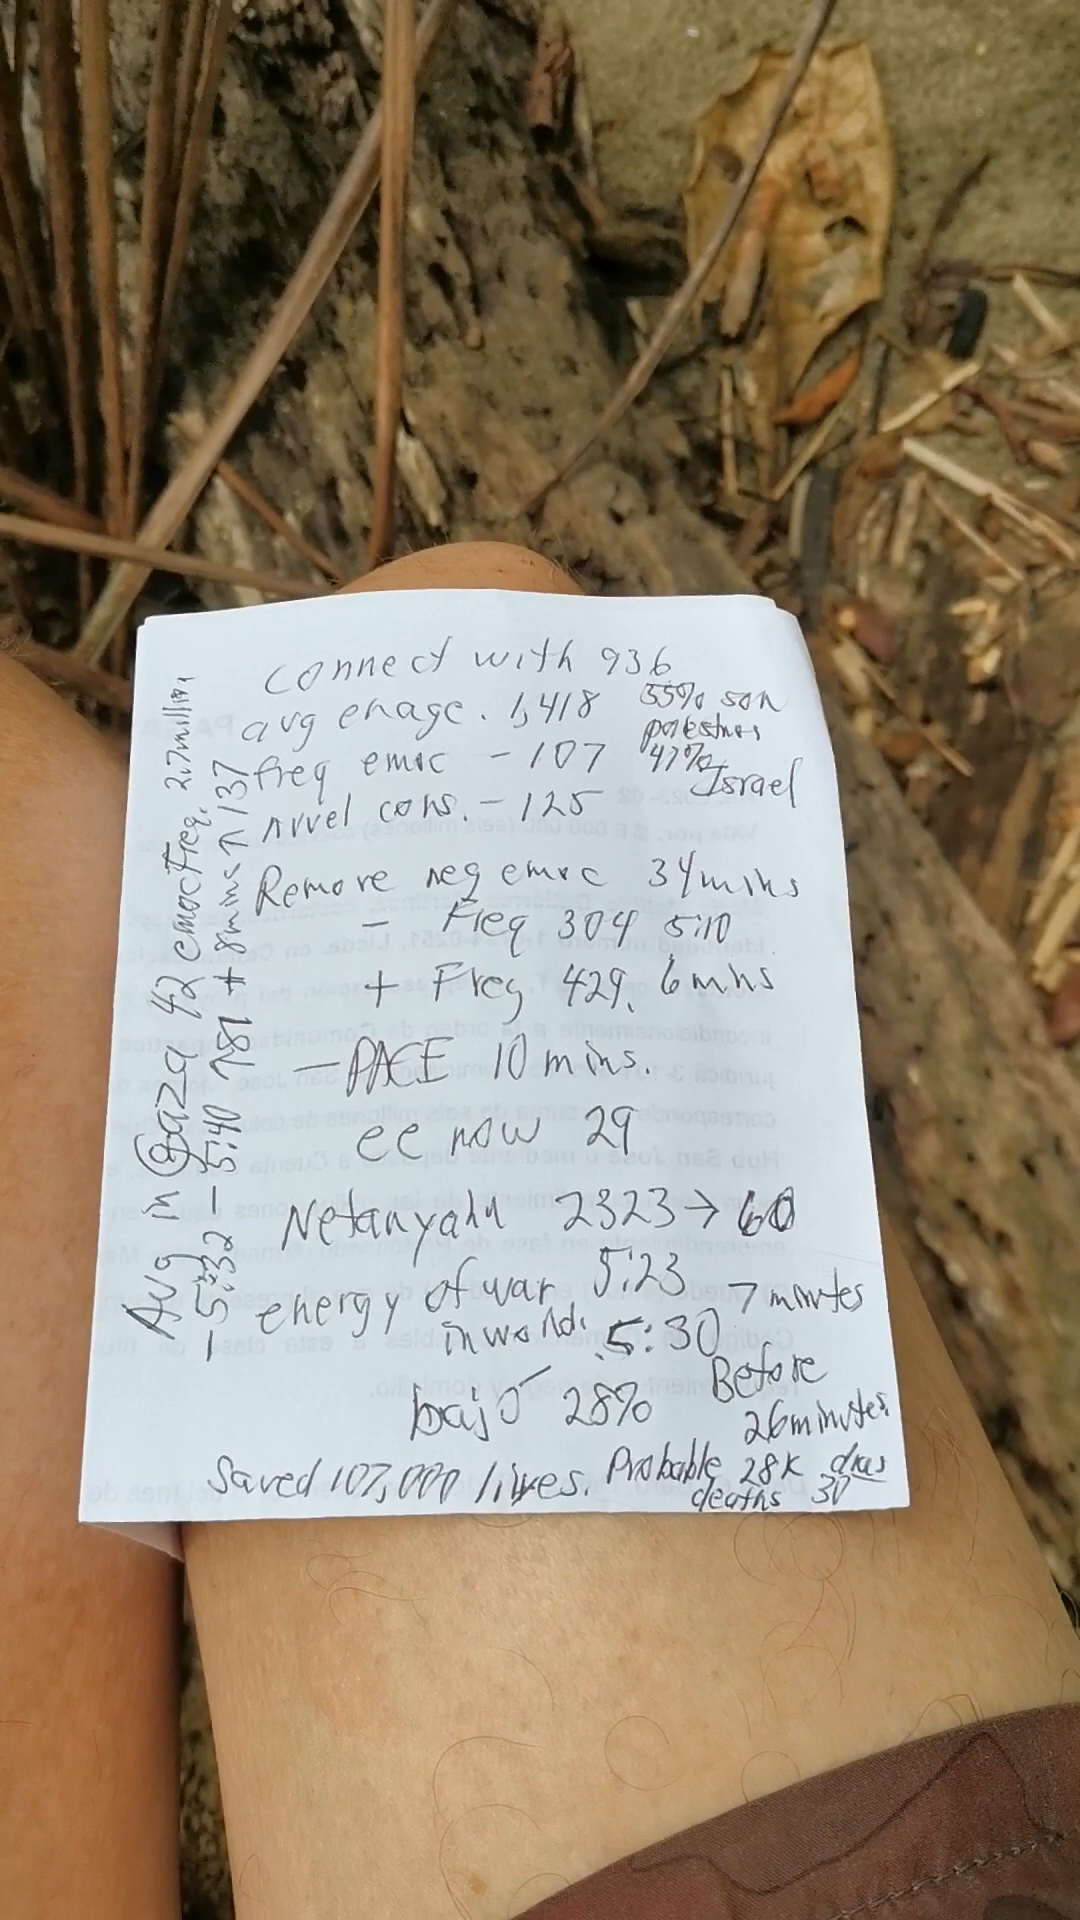 connect with 936
avg enage. 1,418 55% son
freq emoc - 107 47%
Israel
nivel cons. - 125
Remove neg emoc 34mins
- Freq 304 5:10
+ Freq 429. 6mins
- PACE 10 mins.
ee now 29
Netanyahu 2323 → 60
energy of war 5:23 7 minutes
in world. 5:30
Before
bajó 28% 26minutes.
Saved 107,000 lives. Probable 28K dias
deaths 30
Avg in Gaza 42 emoc Freq. 2.7million
- 5:32 - 5:40 181 + 8mins 137